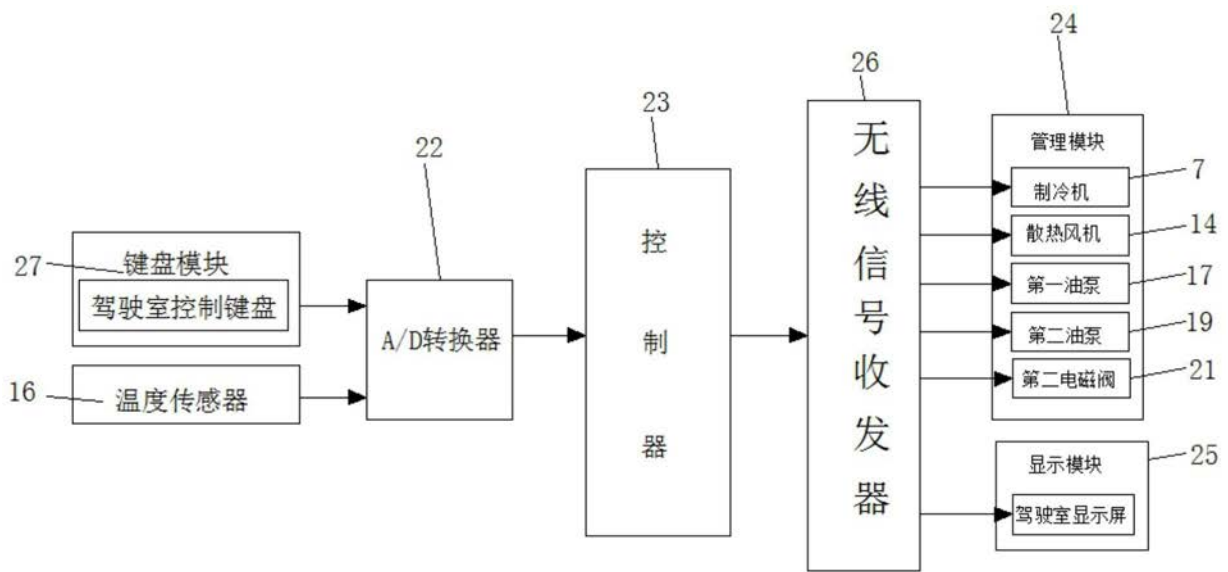 24
26
23
22
无线信号收发器
管理模块
7
制冷机
14
散热风机
17
第一油泵
19
第二油泵
21
第二电磁阀
控制器
27
键盘模块
驾驶室控制键盘
A/D转换器
16
温度传感器
显示模块
25
驾驶室显示屏